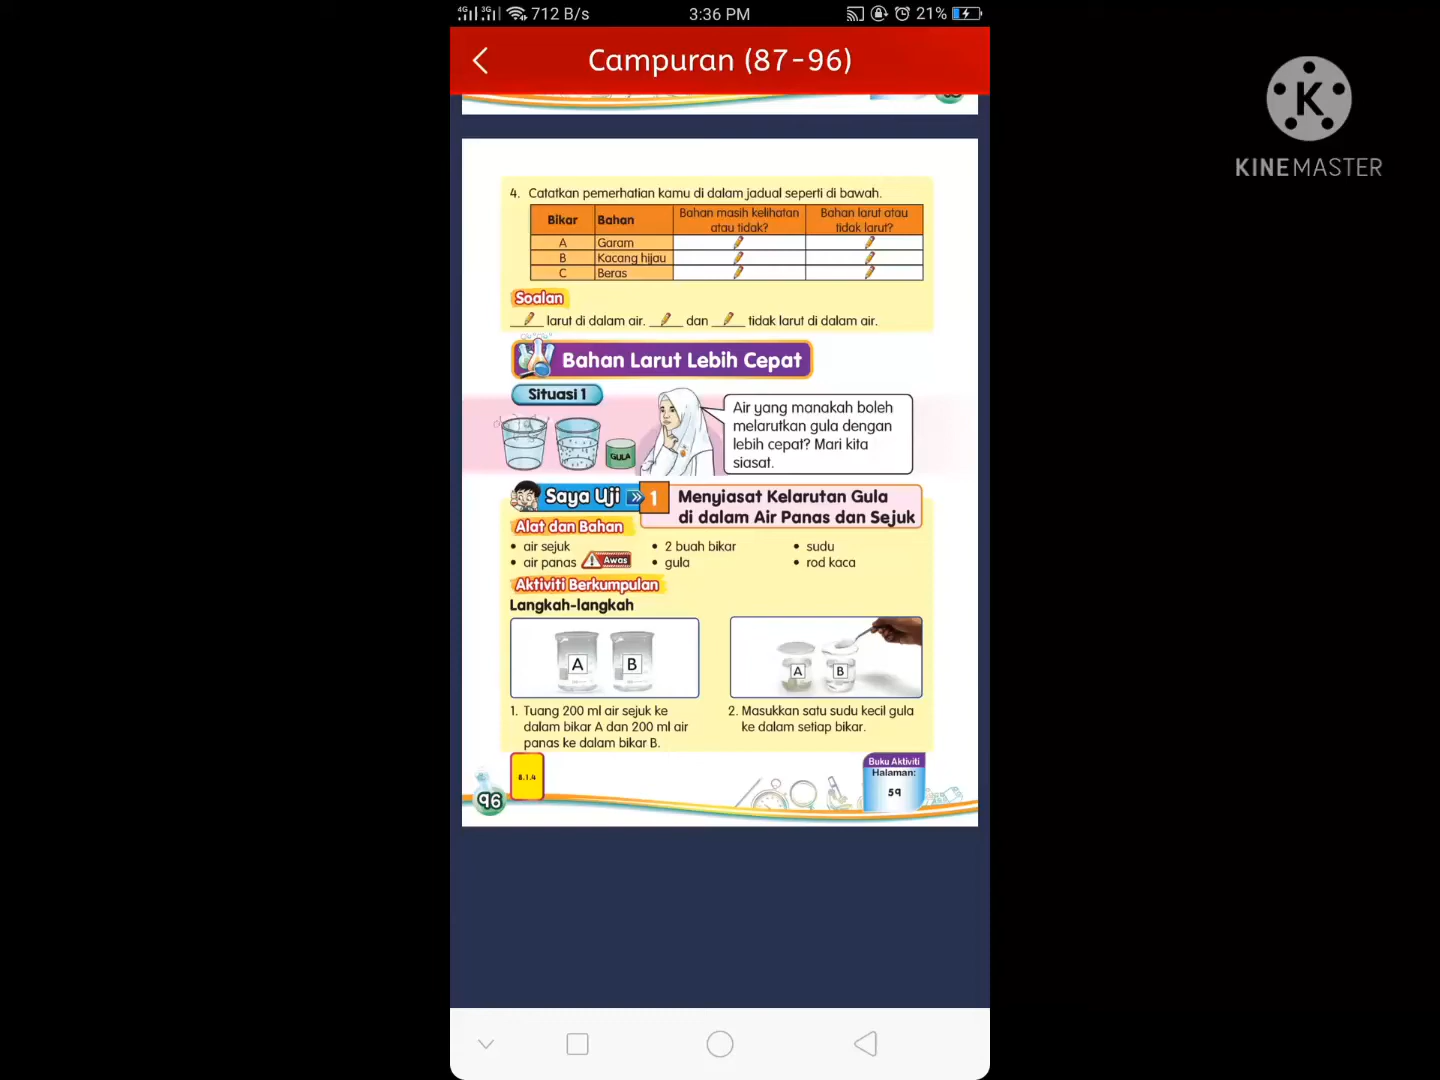 4G 3G 712 B/s 3:36 PM 21%
Campuran (87-96)
KINEMASTER
4. Catatkan pemerhatian kamu di dalam jadual seperti di bawah.
Bikar Bahan Bahan masih kelihatan atau tidak? Bahan larut atau tidak larut?
A Garam
B Kacang hijau
C Beras
Soalan
____ larut di dalam air. ____ dan ____ tidak larut di dalam air.
Bahan Larut Lebih Cepat
Situasi 1
Air yang manakah boleh
melarutkan gula dengan
lebih cepat? Mari kita
siasat.
GULA
Saya Uji 1 Menyiasat Kelarutan Gula
di dalam Air Panas dan Sejuk
Alat dan Bahan
• air sejuk • 2 buah bikar • sudu
• air panas Awas • gula • rod kaca
Aktiviti Berkumpulan
Langkah-langkah
A B
A B
1. Tuang 200 ml air sejuk ke
dalam bikar A dan 200 ml air
panas ke dalam bikar B.
2. Masukkan satu sudu kecil gula
ke dalam setiap bikar.
8.1.4
Buku Aktiviti
Halaman:
59
96